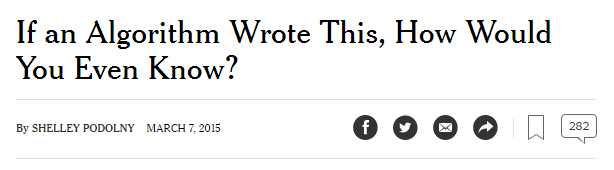 If an Algorithm Wrote This, How Would
You Even Know?
By SHELLEY PODOLNY MARCH 7, 2015
282